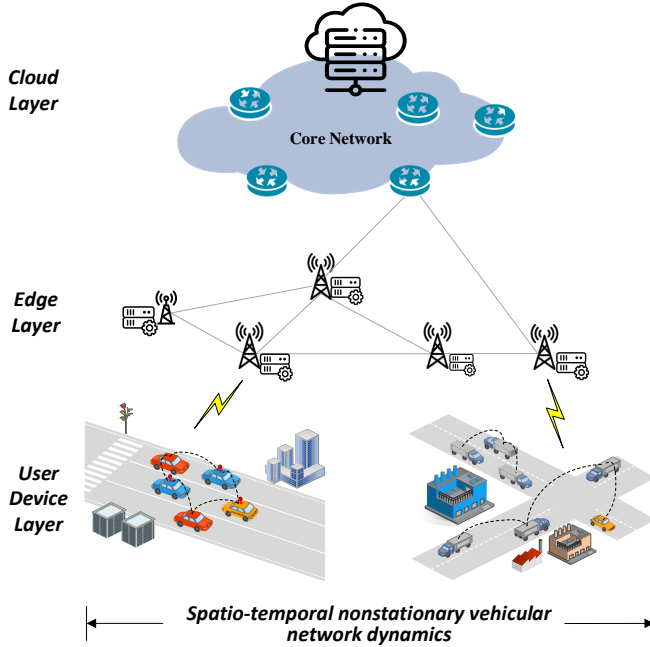 Cloud
Layer
Core Network
Edge
Layer
User
Device
Layer
Spatio-temporal nonstationary vehicular
network dynamics